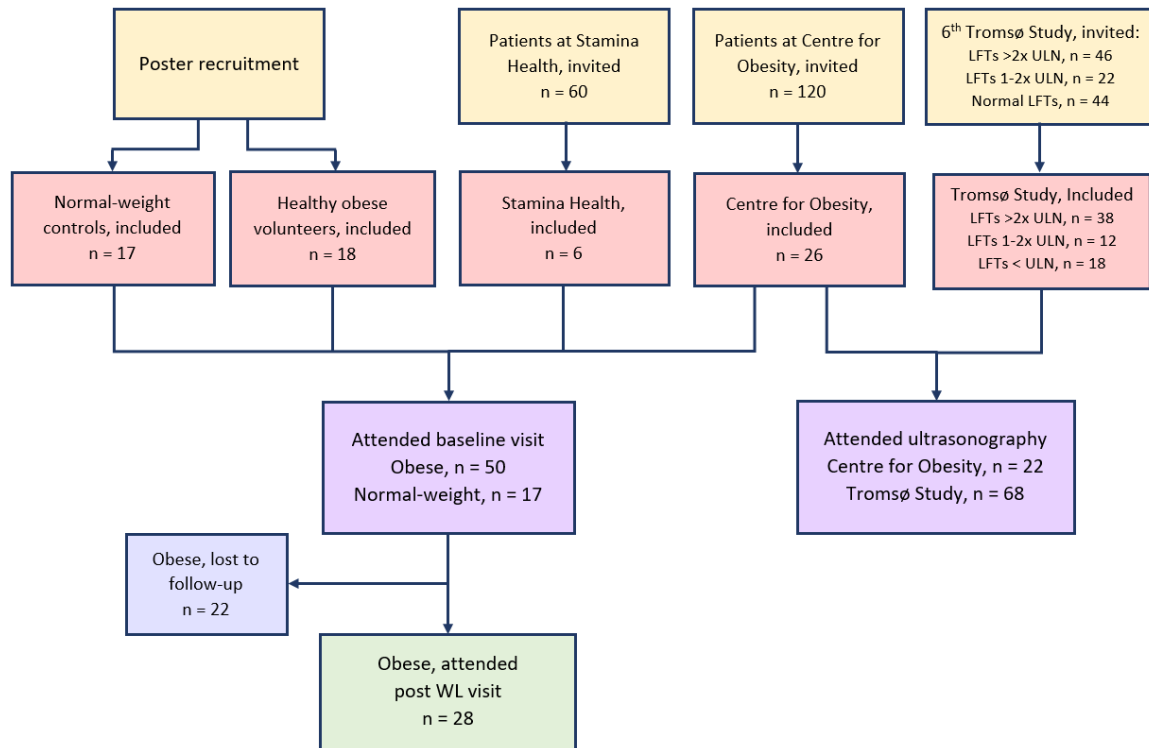 Poster recruitment
Patients at Stamina
Health, invited
n = 60
Patients at Centre for
Obesity, invited
n = 120
6th Tromsø Study, invited:
LFTs >2x ULN, n = 46
LFTs 1-2x ULN, n = 22
Normal LFTs, n = 44
Normal-weight
controls, included
n = 17
Healthy obese
volunteers, included
n = 18
Stamina Health,
included
n = 6
Centre for Obesity,
included
n = 26
Tromsø Study, Included
LFTs >2x ULN, n = 38
LFTs 1-2x ULN, n = 12
LFTs < ULN, n = 18
Attended baseline visit
Obese, n = 50
Normal-weight, n = 17
Attended ultrasonography
Centre for Obesity, n = 22
Tromsø Study, n = 68
Obese, lost to
follow-up
n = 22
Obese, attended
post WL visit
n = 28